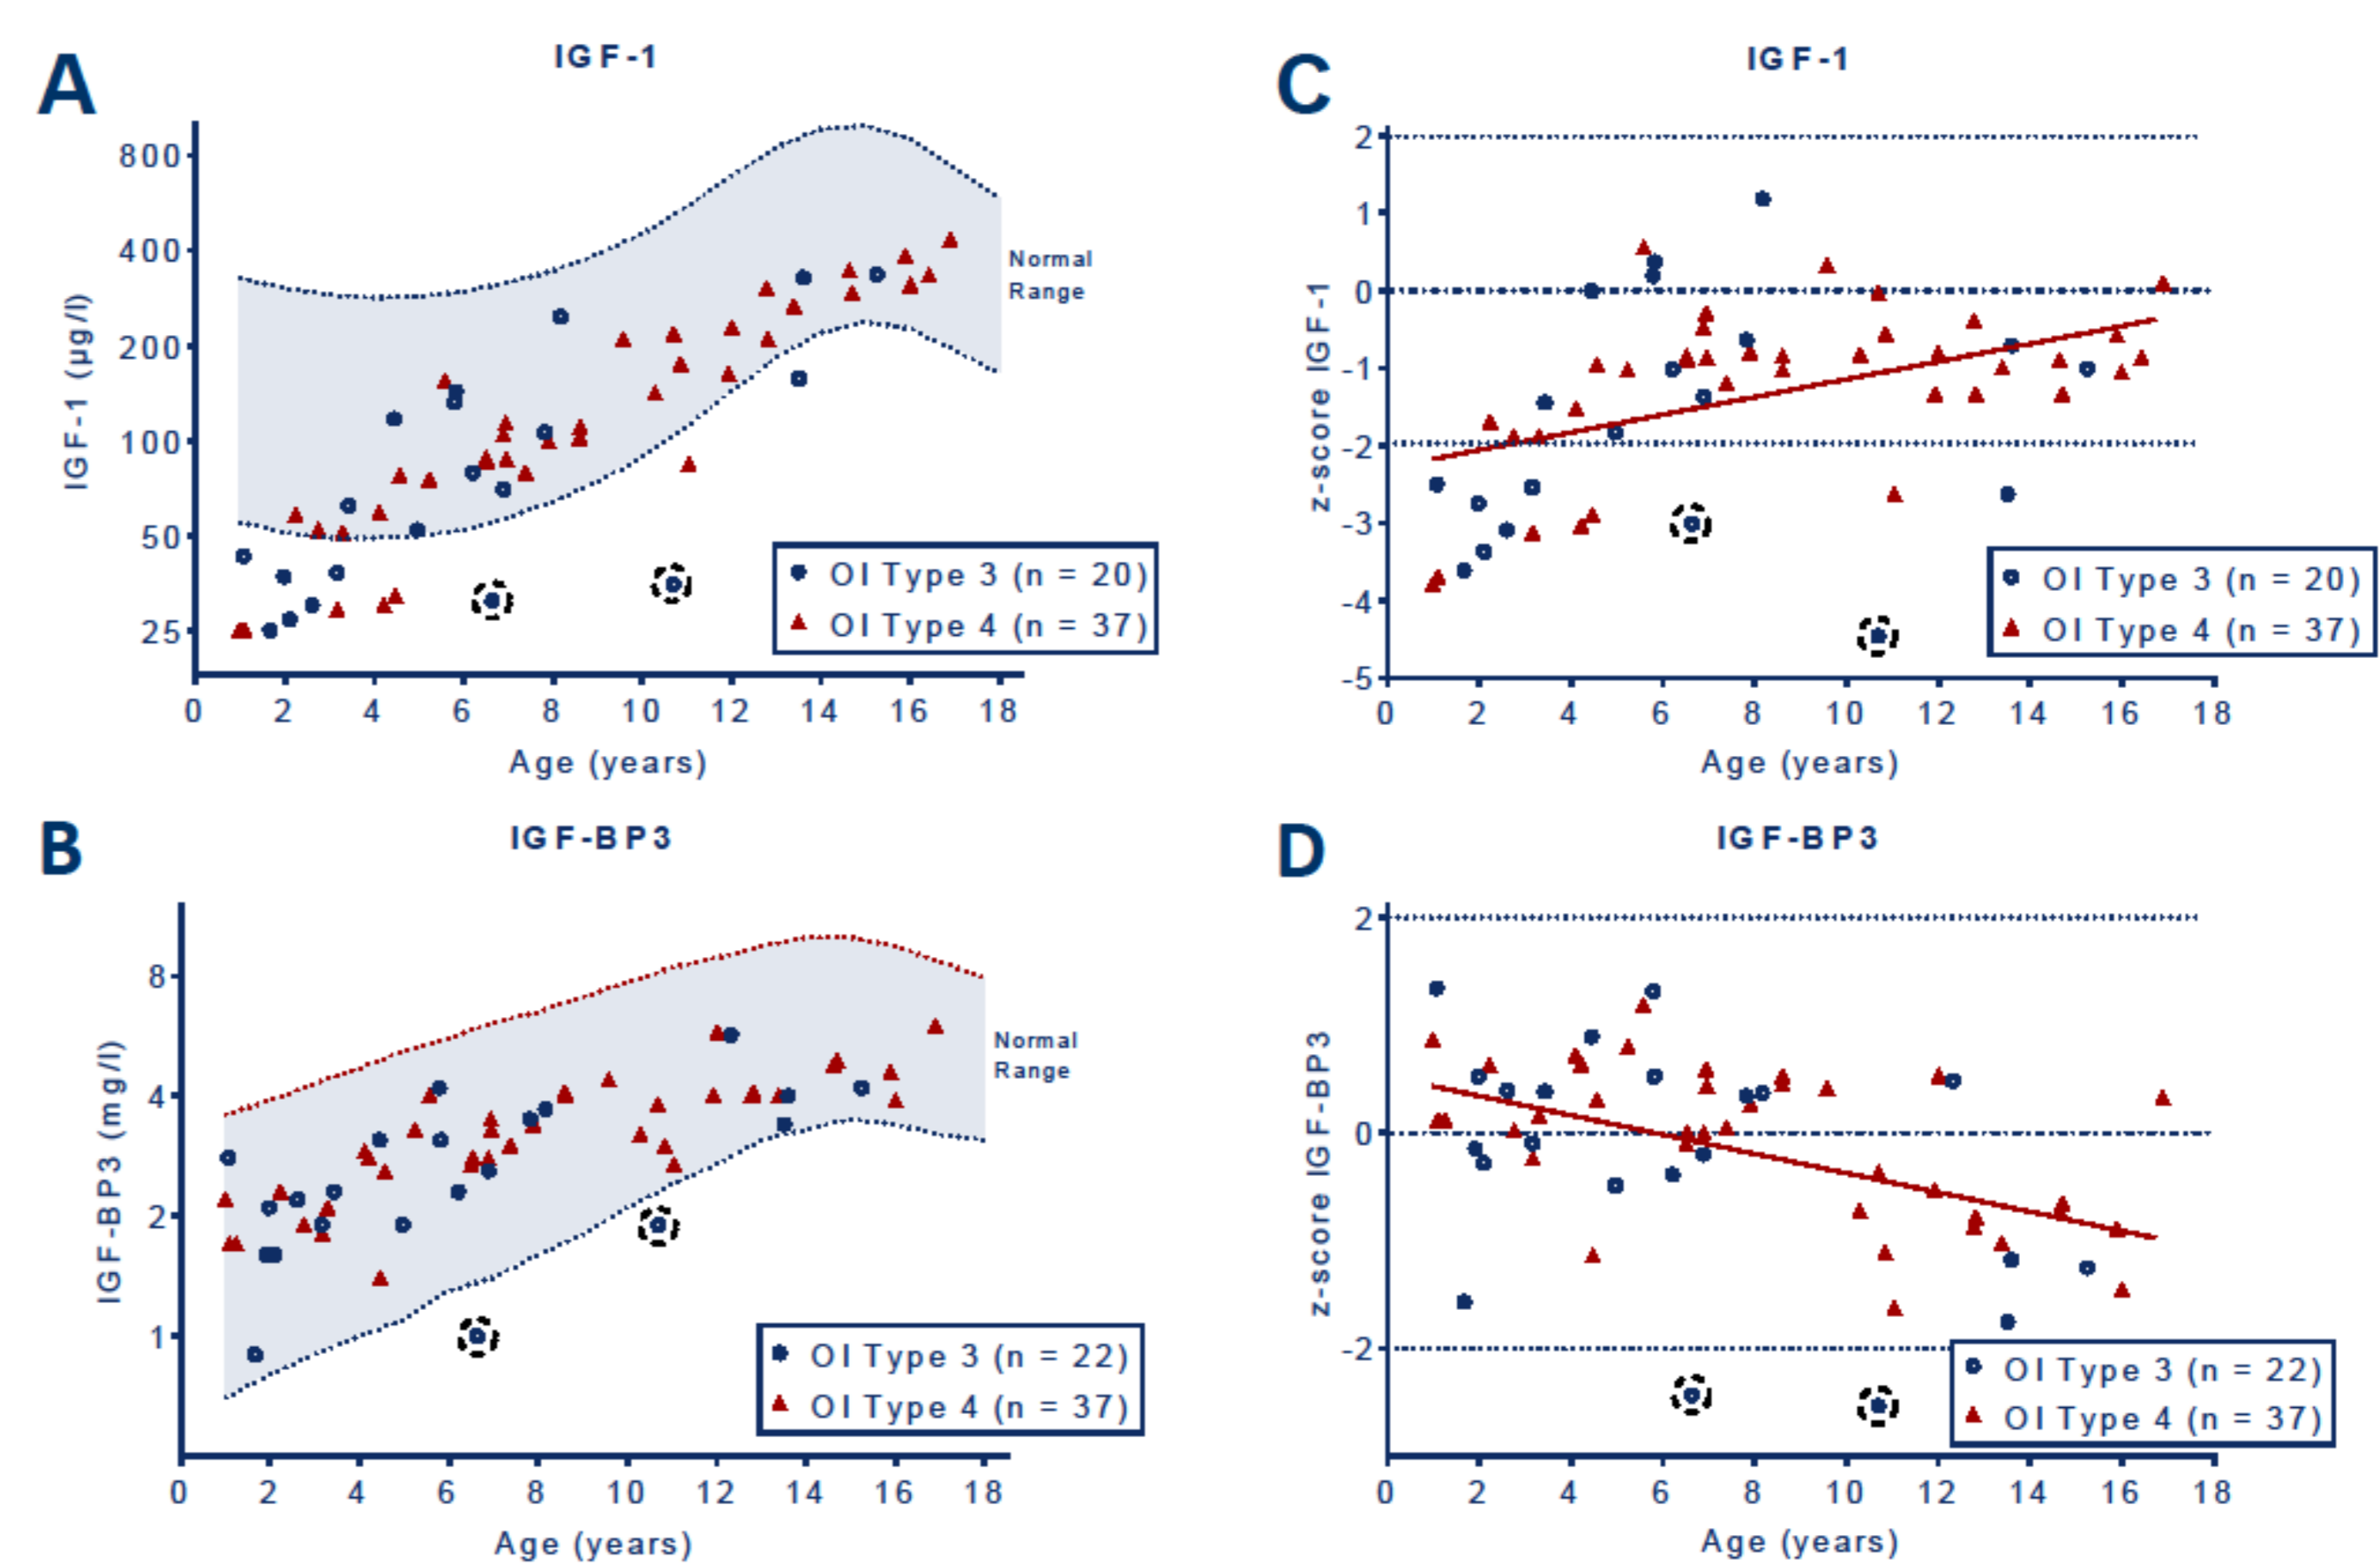 A
IGF-1
800
400
200
100
50
25
IGF-1 (µg/l)
Normal
Range
OI Type 3 (n = 20)
OI Type 4 (n = 37)
0 2 4 6 8 10 12 14 16 18
Age (years)
C
IGF-1
2
1
0
-1
-2
-3
-4
-5
z-score IGF-1
OI Type 3 (n = 20)
OI Type 4 (n = 37)
0 2 4 6 8 10 12 14 16 18
Age (years)
B
IGF-BP3
8
4
2
1
IGF-BP3 (mg/l)
Normal
Range
OI Type 3 (n = 22)
OI Type 4 (n = 37)
0 2 4 6 8 10 12 14 16 18
Age (years)
D
IGF-BP3
2
0
-2
z-score IGF-BP3
OI Type 3 (n = 22)
OI Type 4 (n = 37)
0 2 4 6 8 10 12 14 16 18
Age (years)